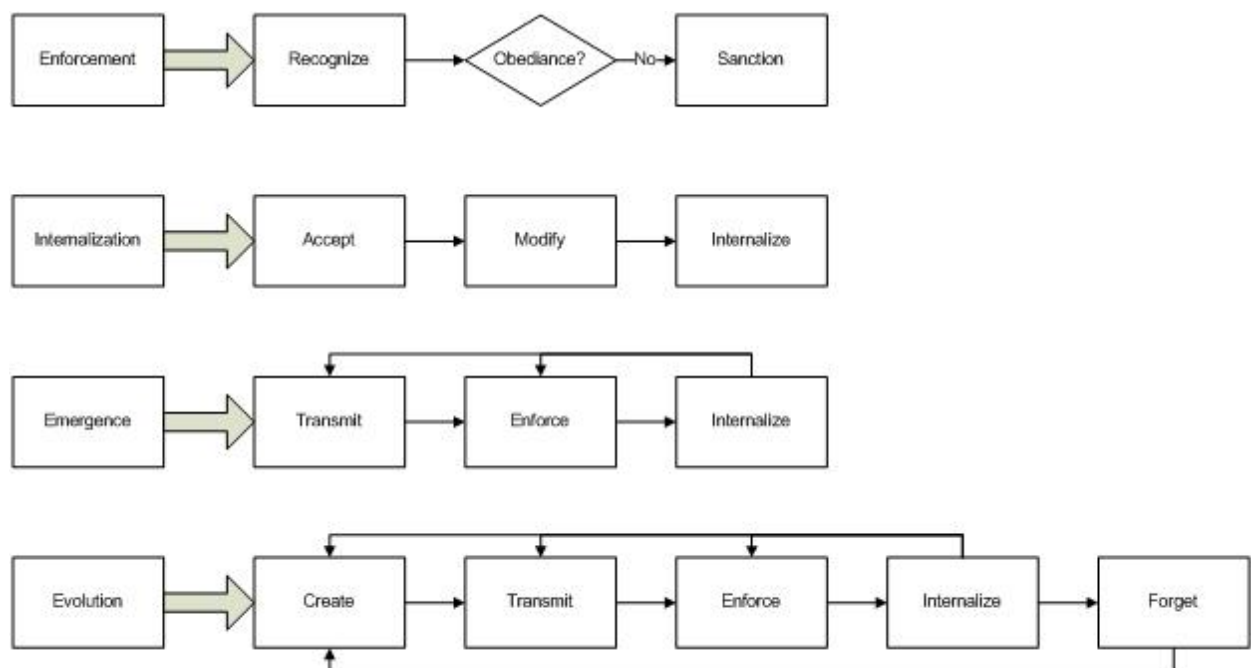 Enforcement
Recognize
Obediance?
No
Sanction
Internalization
Accept
Modify
Internalize
Emergence
Transmit
Enforce
Internalize
Evolution
Create
Transmit
Enforce
Internalize
Forget